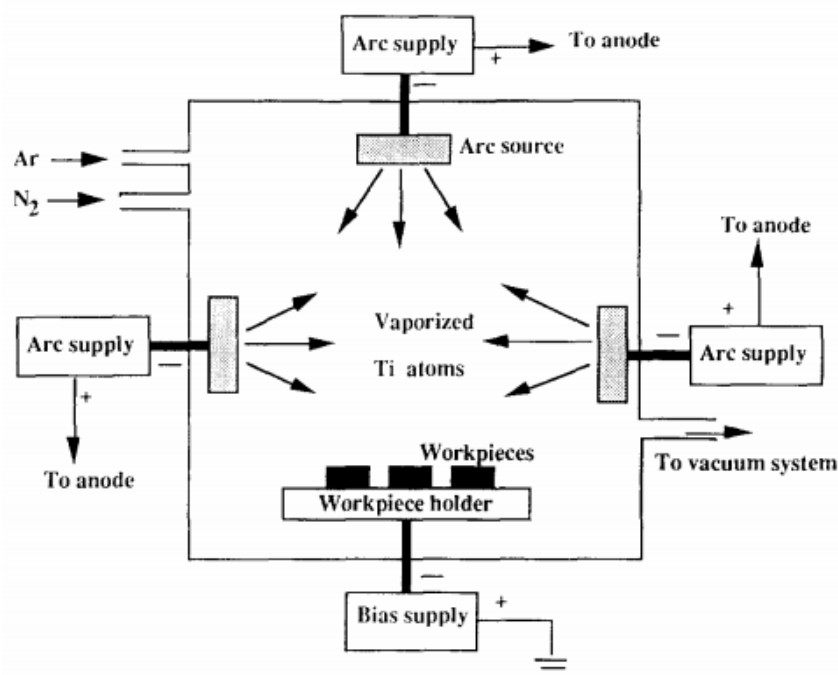 Arc supply
+
To anode
−
Arc source
Ar
N2
To anode
+
Vaporized
Ti atoms
Arc supply
−
−
Arc supply
+
To anode
Workpieces
To vacuum system
Workpiece holder
−
+
Bias supply